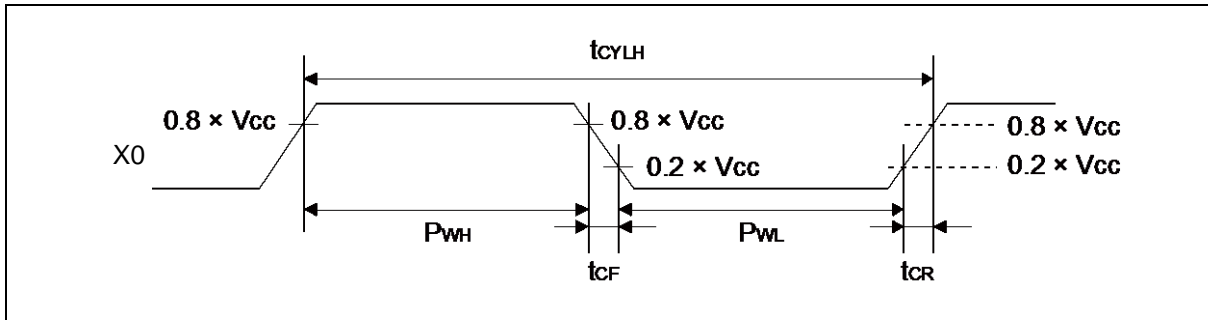 tCYLH
0.8 × VCC
0.8 × VCC
0.8 × VCC
X0
0.2 × VCC
0.2 × VCC
PWH
PWL
tCF
tCR